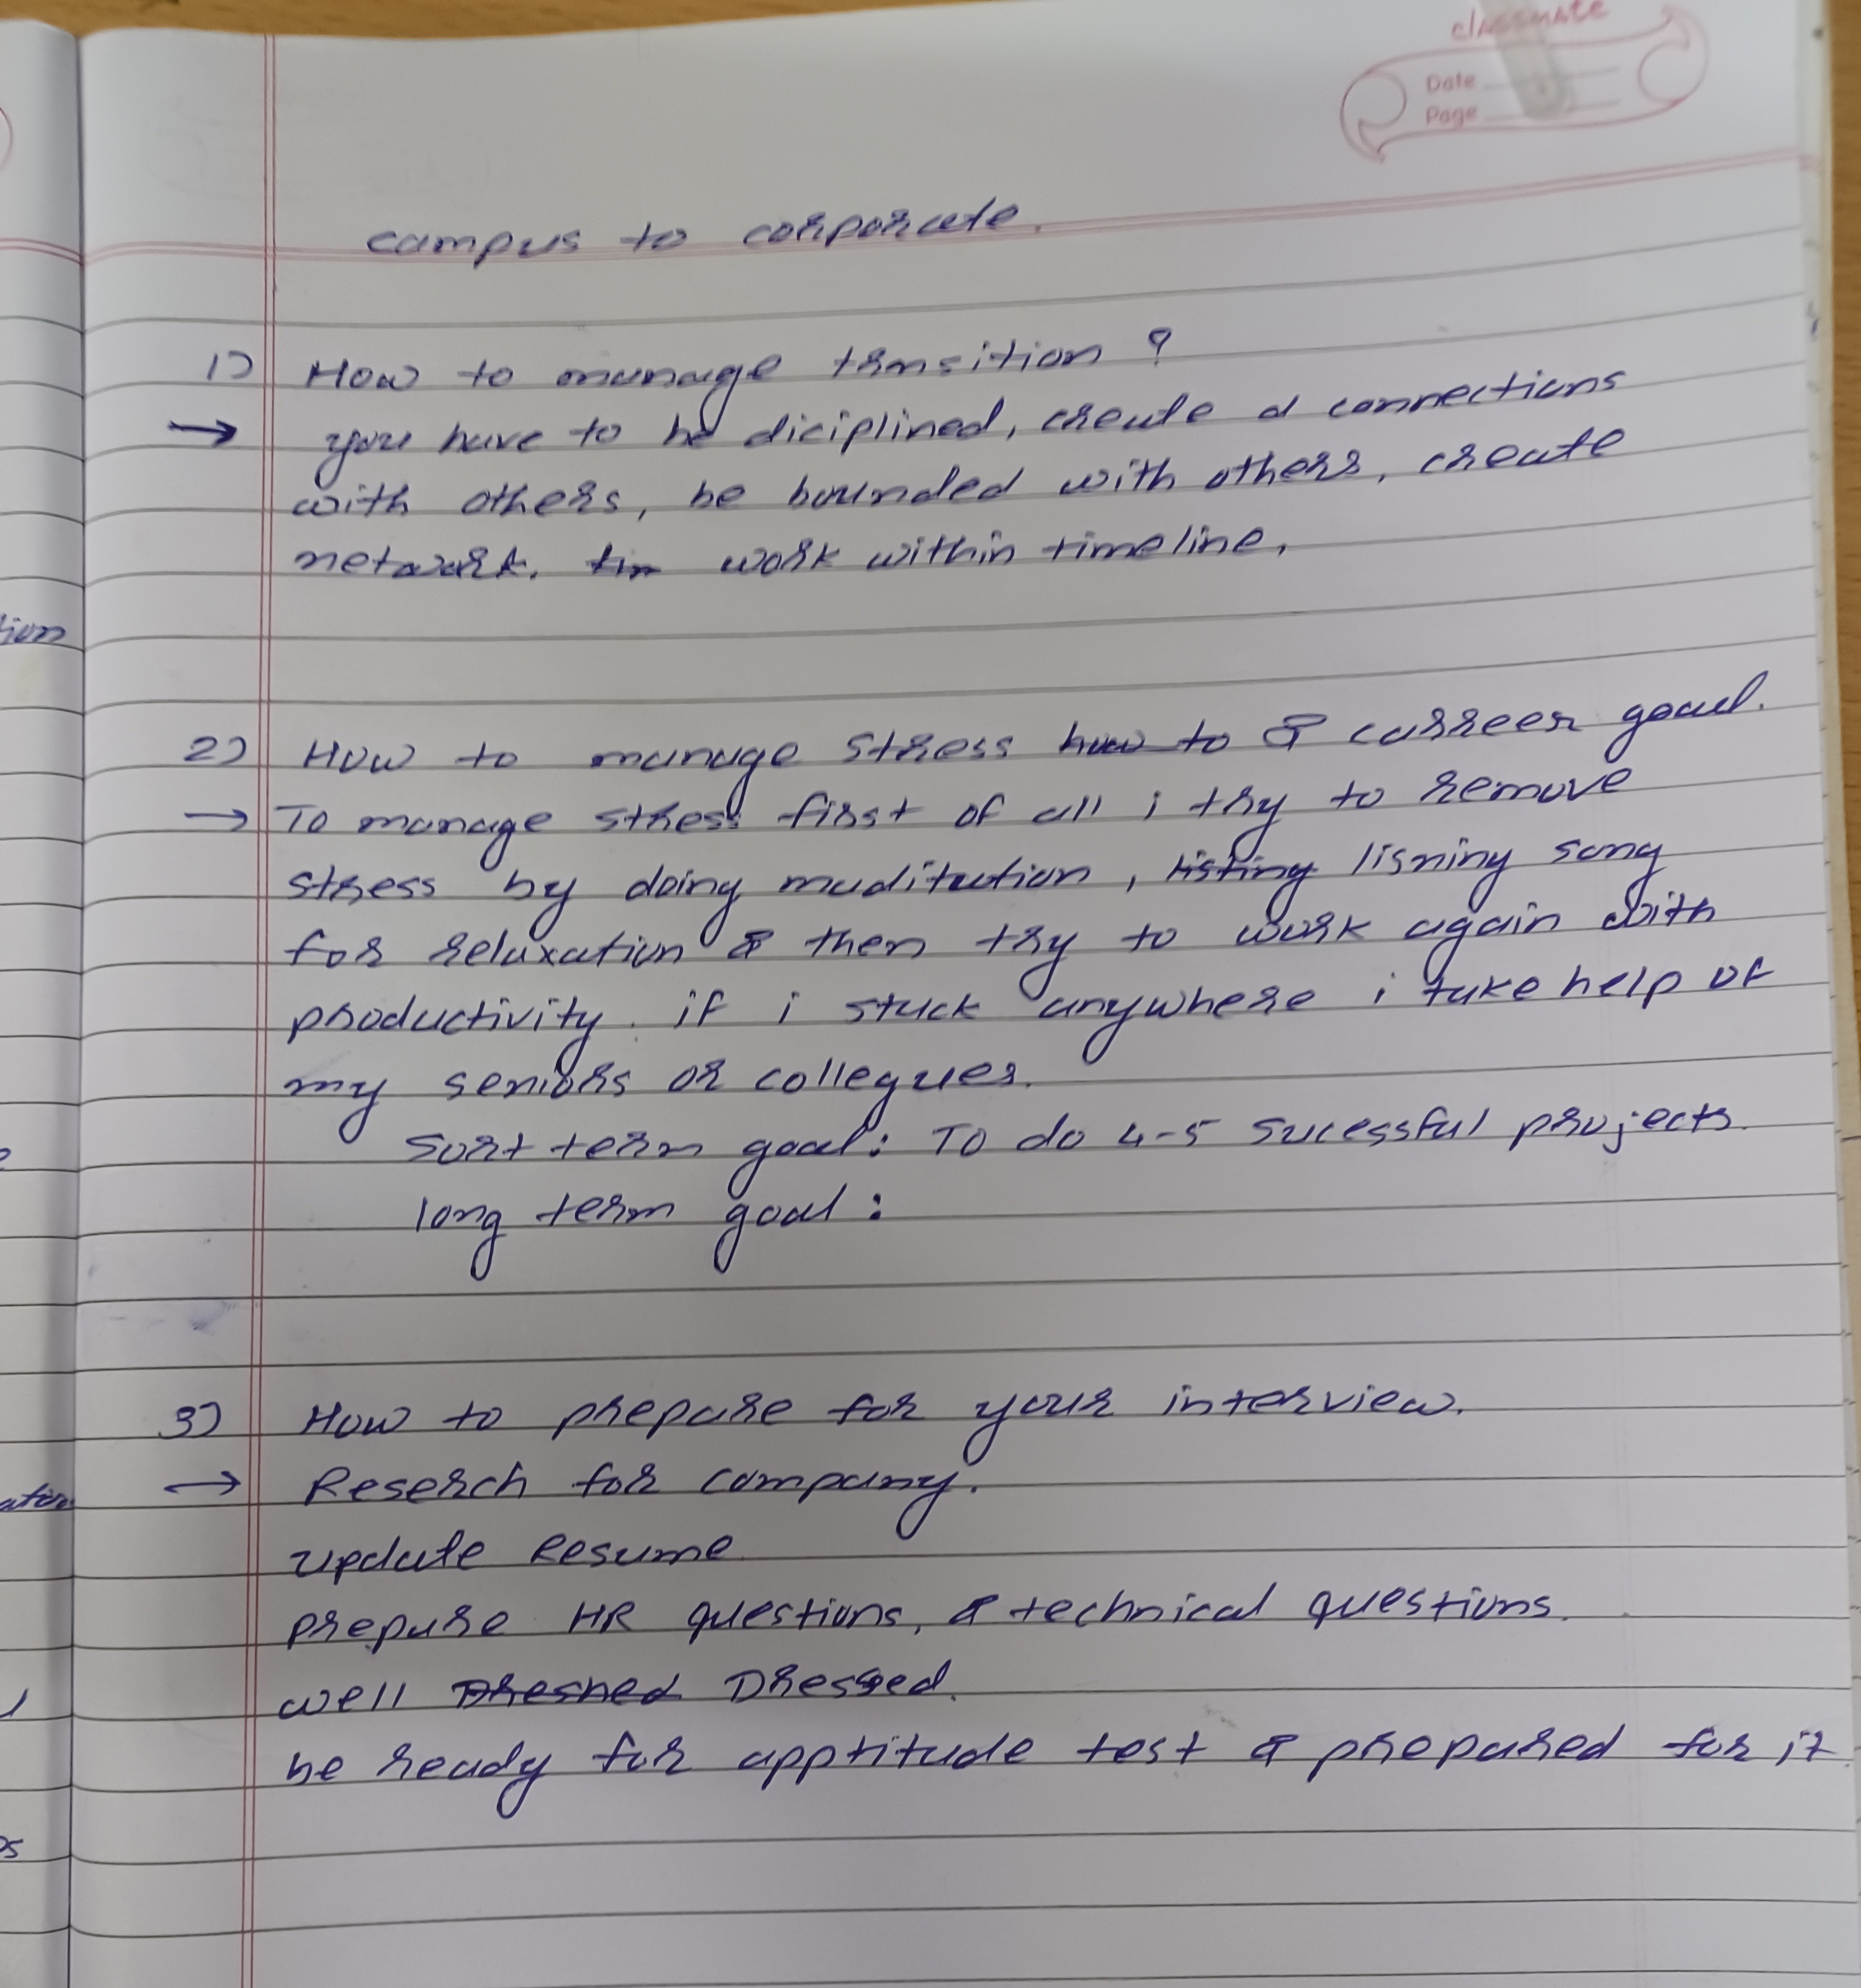 classmate
Date
Page
campus to corporate.
1) How to manage trnsition ?
→ you have to be diciplined, create a connections
with others, be bounded with others, create
network. tim work within timeline.
2) How to manage stress how to & carreer goal.
→ To manage stress first of all i try to remove
stress by doing maditation, listing lisning song
for relaxation & then try to work again with
productivity. if i stuck anywhere i take help of
my seniors or collegues.
Sort term goal: To do 4-5 sucessful projects.
long term goal:
3) How to prepare for your interview.
→ Reserch for company.
update Resume
prepare HR questions, & technical questions.
well Dreshed Dressed.
be ready for apptitude test & prepared for it.